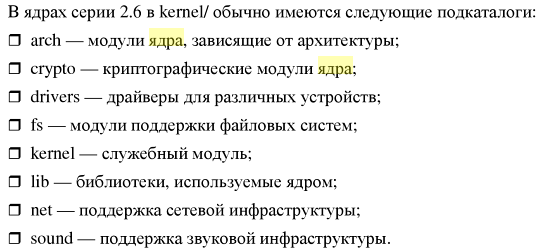 В ядрах серии 2.6 в kernel/ обычно имеются следующие подкаталоги:
❒ arch — модули ядра, зависящие от архитектуры;
❒ crypto — криптографические модули ядра;
❒ drivers — драйверы для различных устройств;
❒ fs — модули поддержки файловых систем;
❒ kernel — служебный модуль;
❒ lib — библиотеки, используемые ядром;
❒ net — поддержка сетевой инфраструктуры;
❒ sound — поддержка звуковой инфраструктуры.